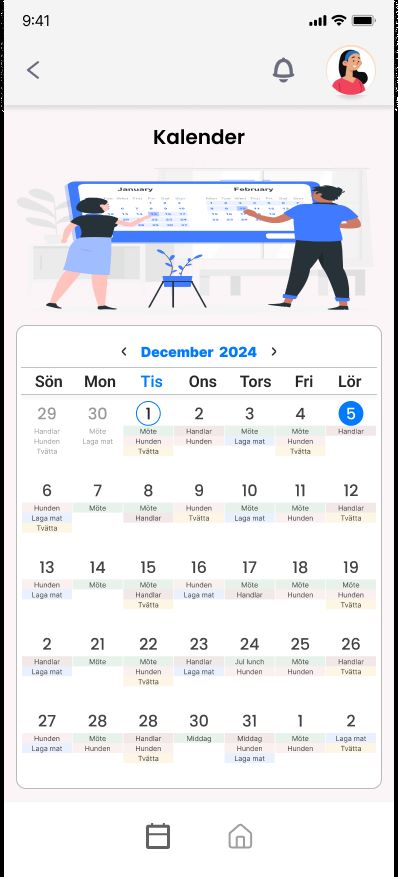 9:41
Kalender
January
February
December 2024
Sön Mon Tis Ons Tors Fri Lör
29 30 1 2 3 4 5
Handlar Möte Möte Handlar Möte Möte Handlar
Hunden Laga mat Hunden Hunden Laga mat Hunden
Tvätta Tvätta Tvätta
6 7 8 9 10 11 12
Hunden Möte Möte Hunden Möte Möte Handlar
Laga mat Handlar Tvätta Laga mat Hunden Tvätta
Tvätta
13 14 15 16 17 18 19
Hunden Möte Möte Hunden Möte Möte Möte
Laga mat Handlar Laga mat Handlar Hunden Hunden
Tvätta Tvätta
2 21 22 23 24 25 26
Handlar Möte Möte Handlar Jul lunch Möte Handlar
Laga mat Hunden Laga mat Hunden Hunden Tvätta
Tvätta
27 28 28 30 31 1 2
Hunden Möte Handlar Middag Middag Möte Laga mat
Laga mat Hunden Hunden Hunden Hunden Tvätta
Tvätta Laga mat